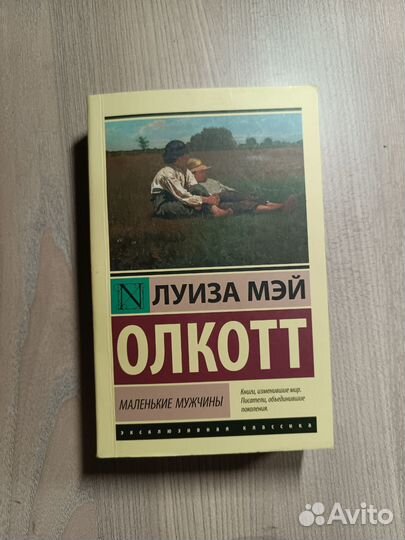 N ЛУИЗА МЭЙ
ОЛКОТТ
МАЛЕНЬКИЕ МУЖЧИНЫ
Книги, изменившие мир.
Писатели, объединившие
поколения.
ЭКСКЛЮЗИВНАЯ КЛАССИКА
Avito